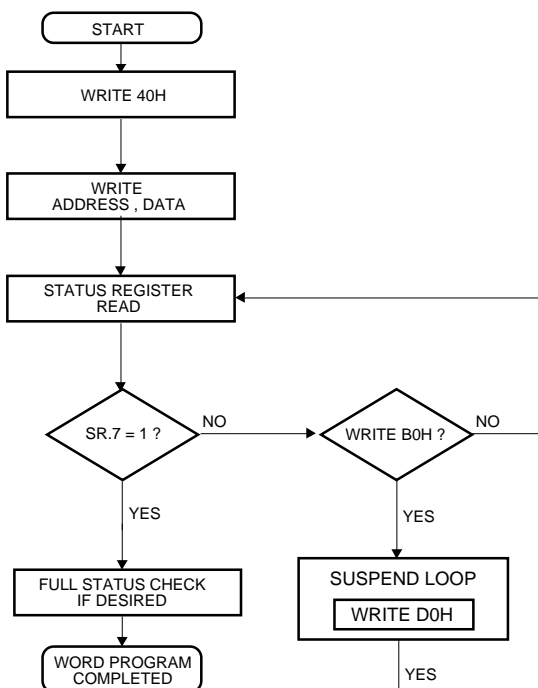 START
WRITE 40H
WRITE
ADDRESS , DATA
STATUS REGISTER
READ
SR.7 = 1 ?
NO
WRITE B0H ?
NO
YES
YES
FULL STATUS CHECK
IF DESIRED
SUSPEND LOOP
WRITE D0H
WORD PROGRAM
COMPLETED
YES